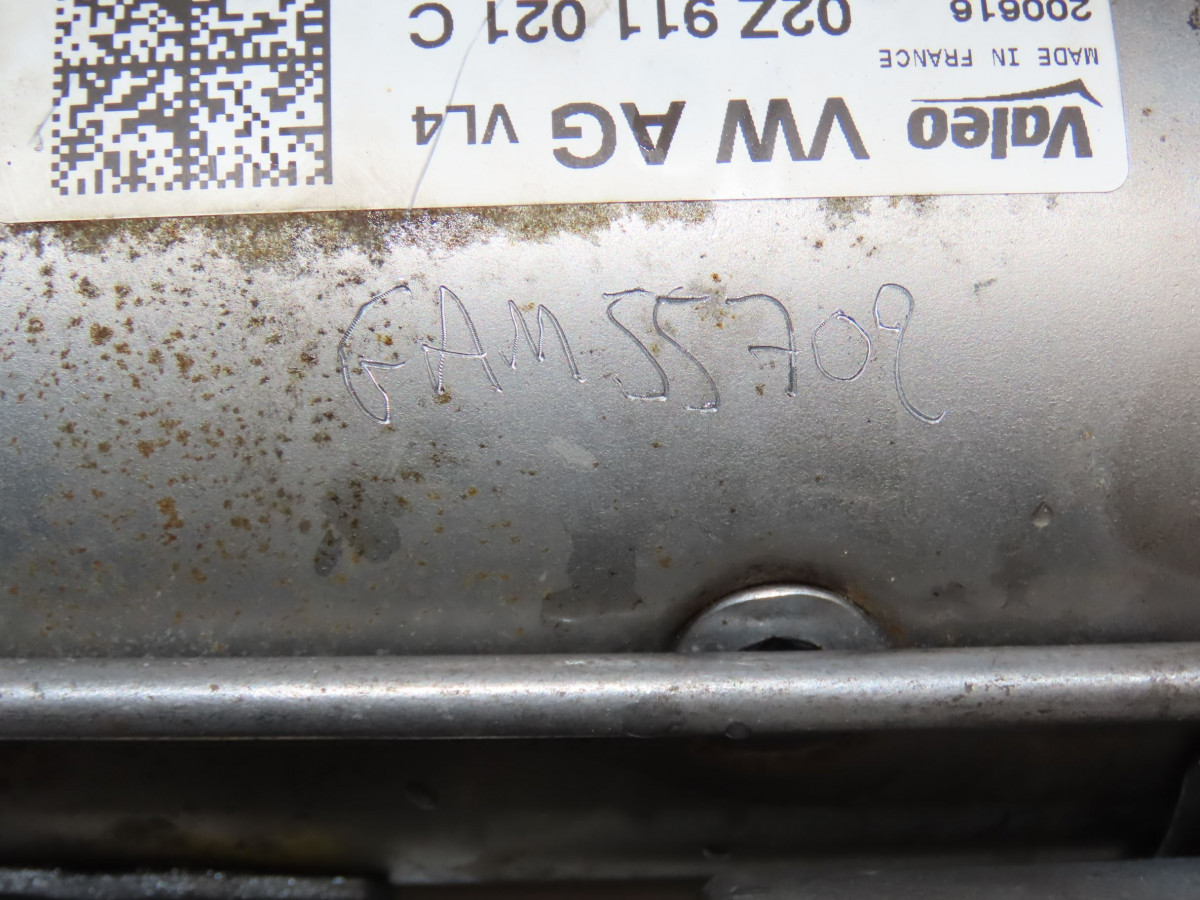 Valeo VW AG VL4
MADE IN FRANCE
200616 02Z 911 021 C
GAM55709